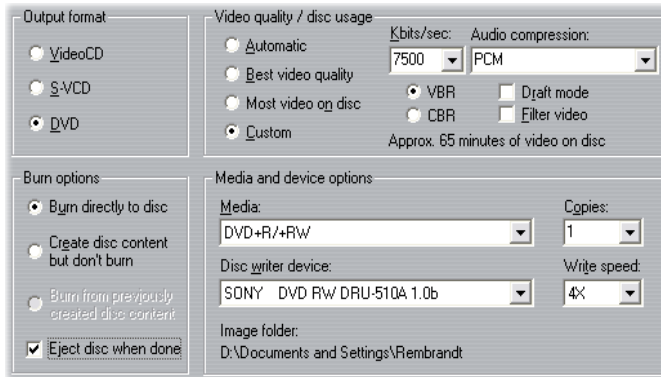 Output format
VideoCD
S-VCD
DVD
Video quality / disc usage
Automatic
Best video quality
Most video on disc
Custom
Kbits/sec:
7500
Audio compression:
PCM
VBR
CBR
Draft mode
Filter video
Approx. 65 minutes of video on disc
Burn options
Burn directly to disc
Create disc content
but don't burn
Burn from previously
created disc content
Eject disc when done
Media and device options
Media:
DVD+R/+RW
Copies:
1
Disc writer device:
SONY DVD RW DRU-510A 1.0b
Write speed:
4X
Image folder:
D:\Documents and Settings\Rembrandt